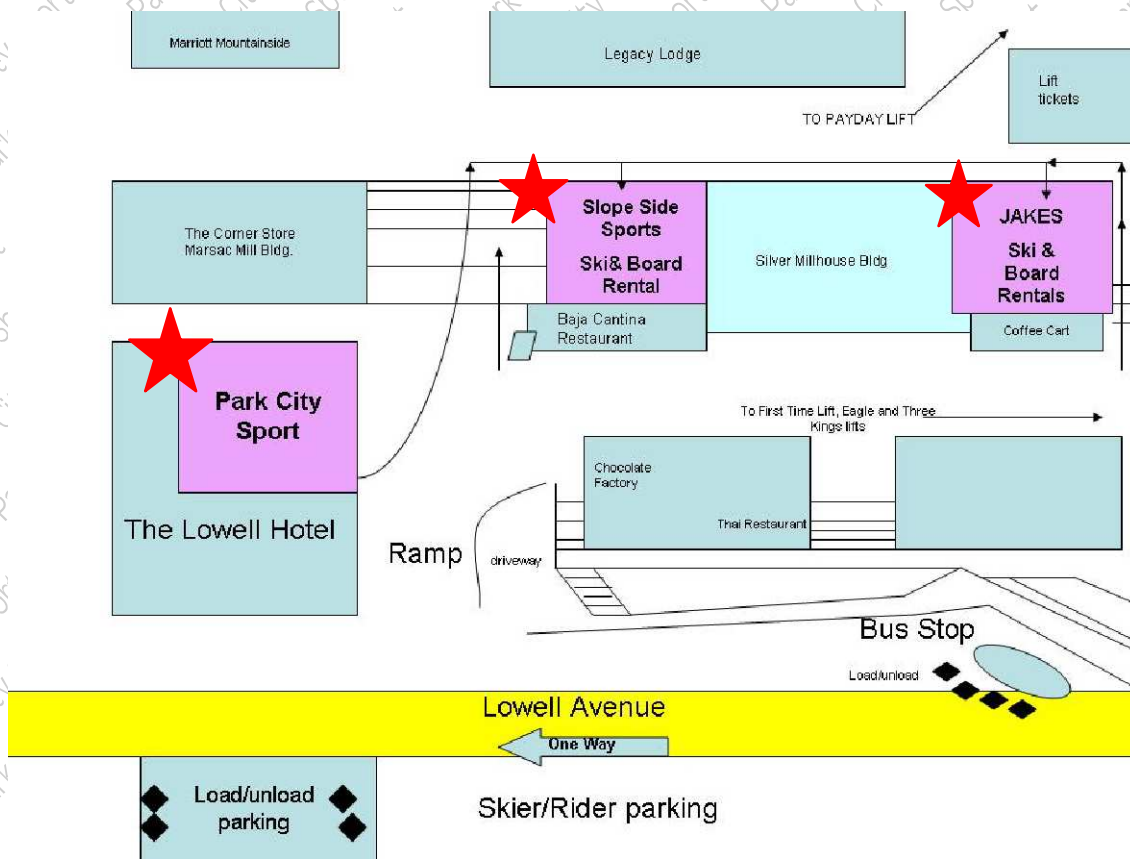 Marriott Mountainside
Legacy Lodge
Lift
tickets
TO PAYDAY LIFT
The Corner Store
Marsac Mill Bldg.
Slope Side
Sports
Ski& Board
Rental
Silver Millhouse Bldg
JAKES
Ski &
Board
Rentals
Baja Cantina
Restaurant
Coffee Cart
Park City
Sport
The Lowell Hotel
To First Time Lift, Eagle and Three
Kings lifts
Chocolate
Factory
Thai Restaurant
Ramp
driveway
Bus Stop
Load/unload
Lowell Avenue
One Way
Load/unload
parking
Skier/Rider parking